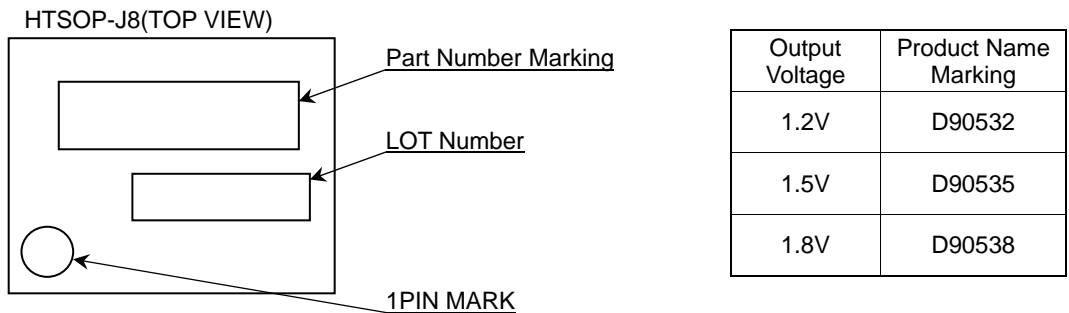 HTSOP-J8(TOP VIEW)
Part Number Marking
LOT Number
1PIN MARK
Output Voltage Product Name Marking
1.2V D90532
1.5V D90535
1.8V D90538